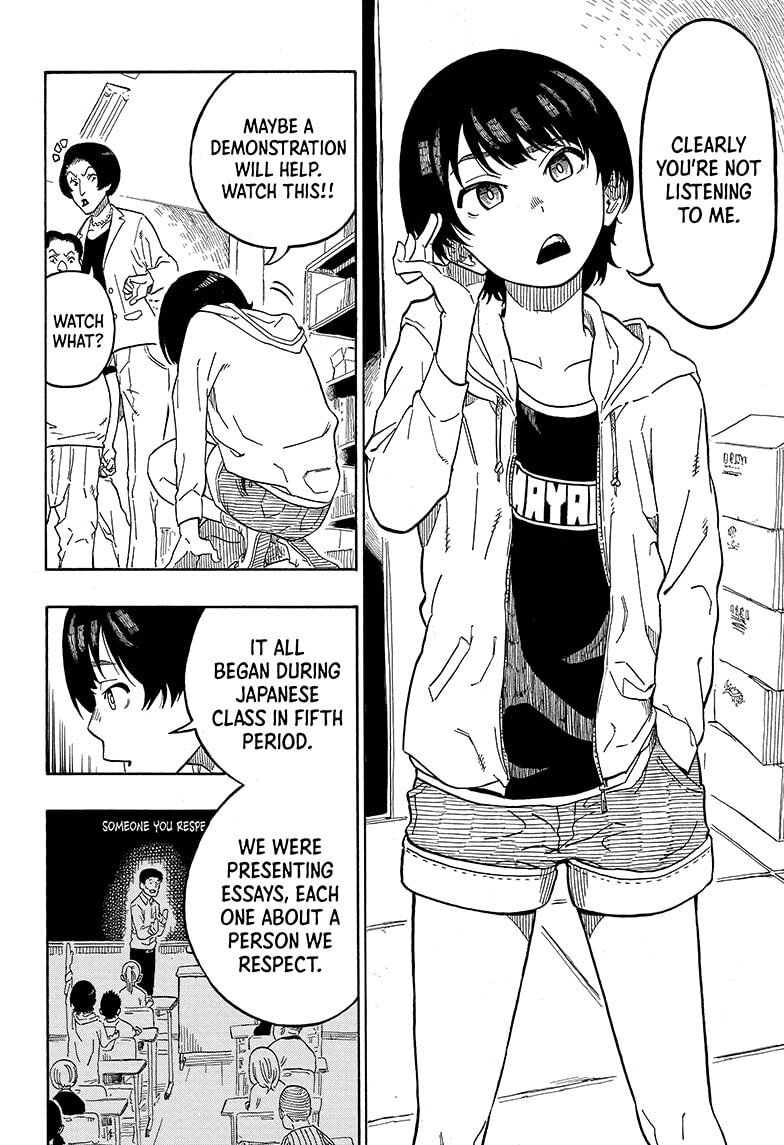 CLEARLY
YOU'RE NOT
LISTENING
TO ME.
MAYBE A
DEMONSTRATION
WILL HELP.
WATCH THIS!!
WATCH
WHAT?
IT ALL
BEGAN DURING
JAPANESE
CLASS IN FIFTH
PERIOD.
SOMEONE YOU RESPE
WE WERE
PRESENTING
ESSAYS, EACH
ONE ABOUT A
PERSON WE
RESPECT.